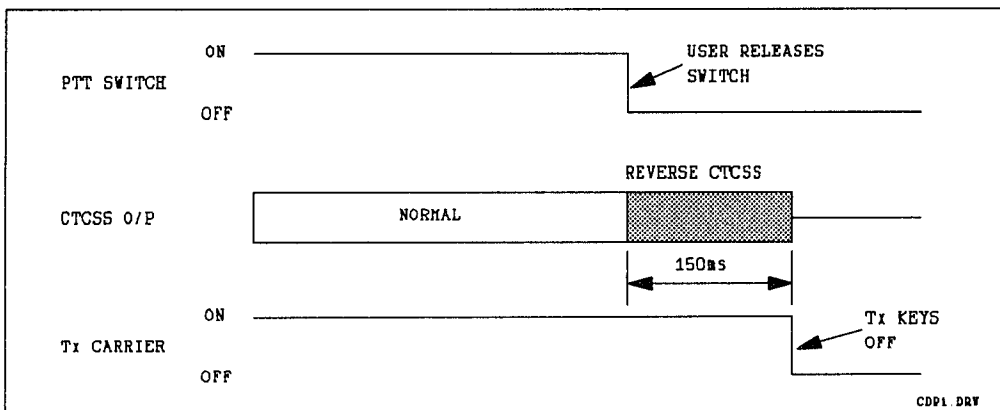 ON
USER RELEASES
SWITCH
PTT SWITCH
OFF
REVERSE CTCSS
CTCSS O/P
NORMAL
150ms
ON
Tx KEYS
OFF
Tx CARRIER
OFF
CDP1.DRW